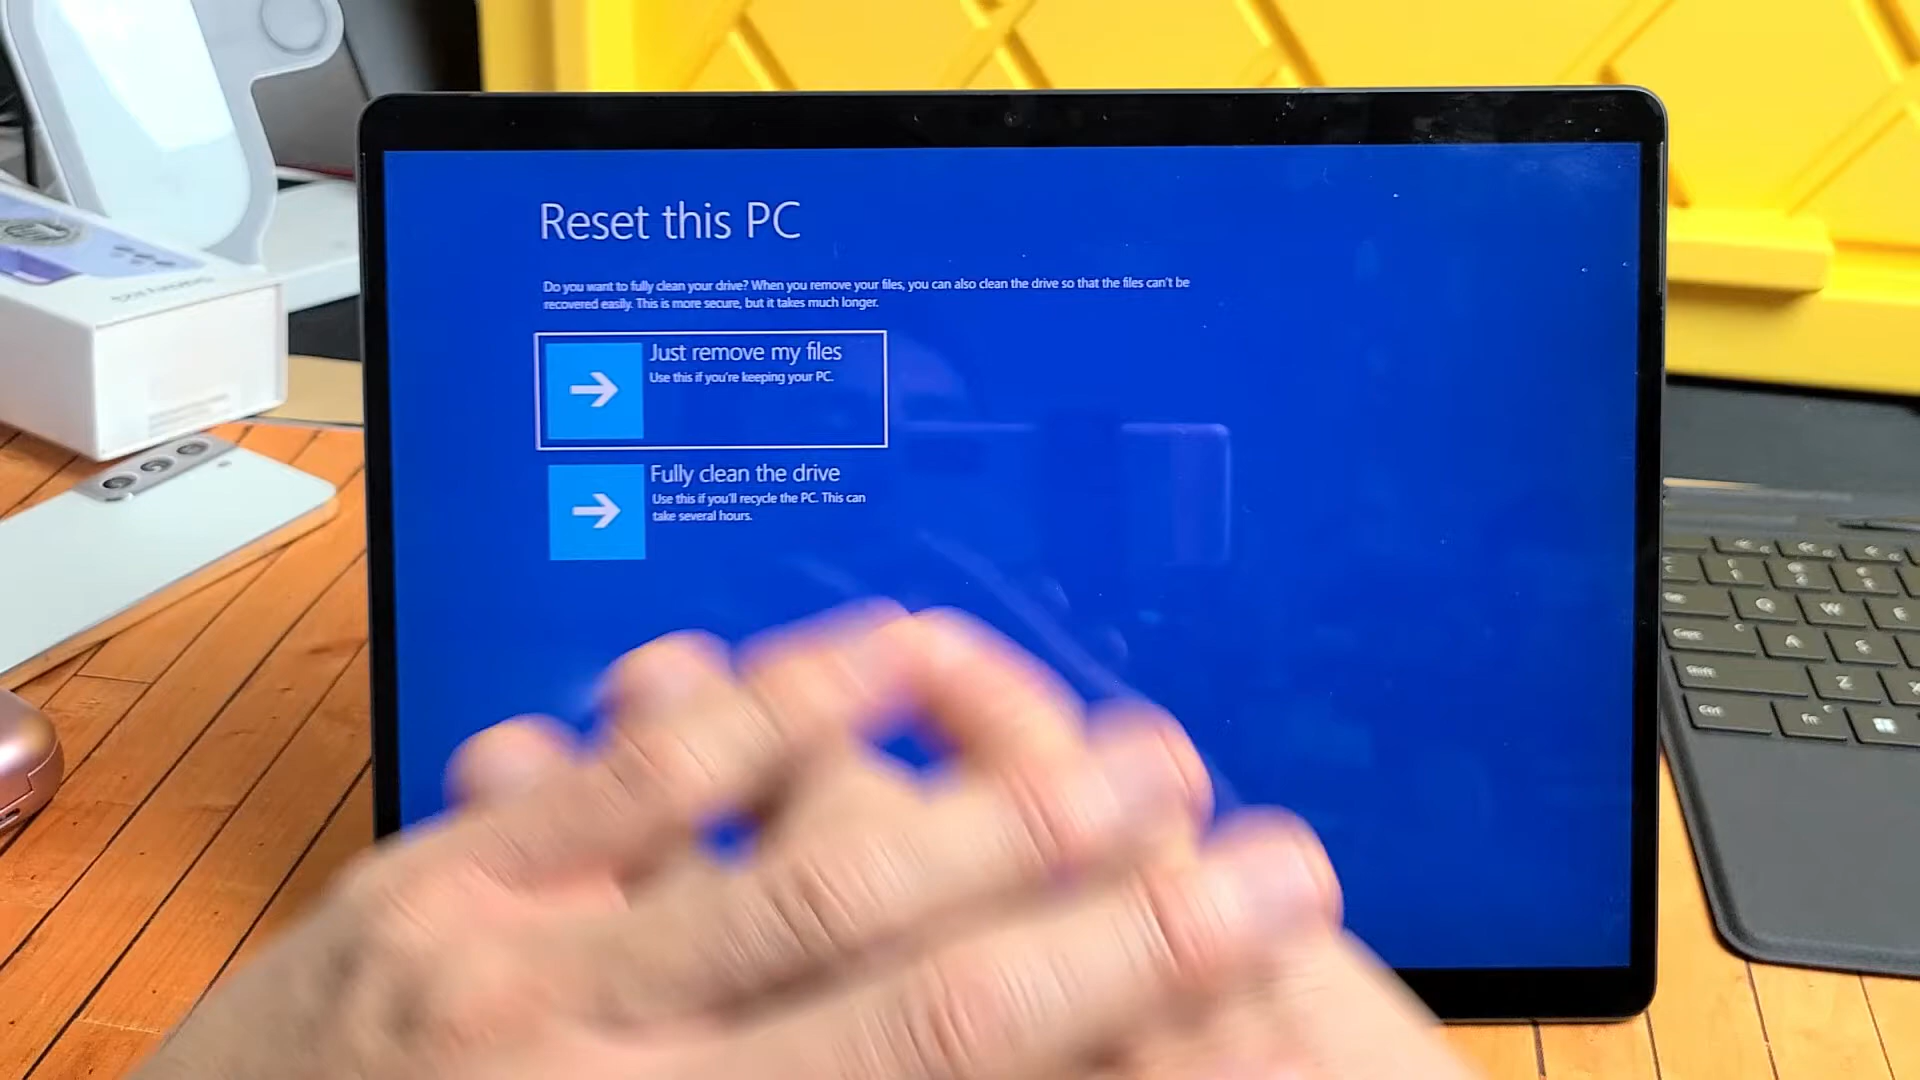 Reset this PC
Do you want to fully clean your drive? When you remove your files, you can also clean the drive so that the files can't be
recovered easily. This is more secure, but it takes much longer.
Just remove my files
Use this if you're keeping your PC.
Fully clean the drive
Use this if you'll recycle the PC. This can
take several hours.
Q W E
A S
Shift Z X
Ctrl Fn